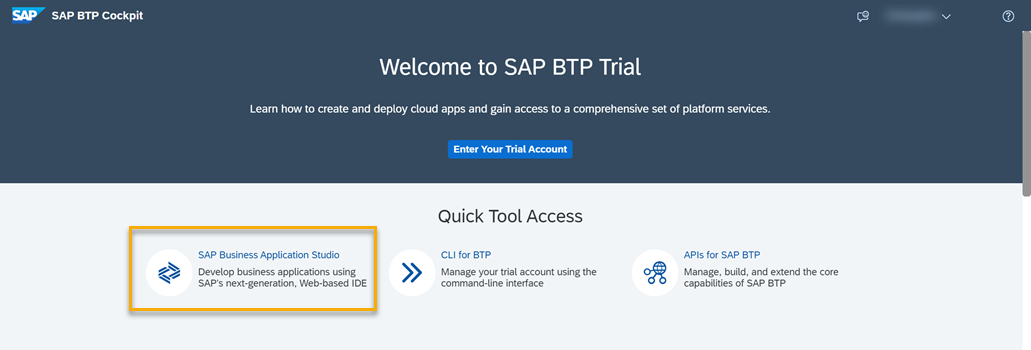 SAP SAP BTP Cockpit
Welcome to SAP BTP Trial
Learn how to create and deploy cloud apps and gain access to a comprehensive set of platform services.
Enter Your Trial Account
Quick Tool Access
SAP Business Application Studio
Develop business applications using
SAP's next-generation, Web-based IDE
CLI for BTP
Manage your trial account using the
command-line interface
APIs for SAP BTP
Manage, build, and extend the core
capabilities of SAP BTP